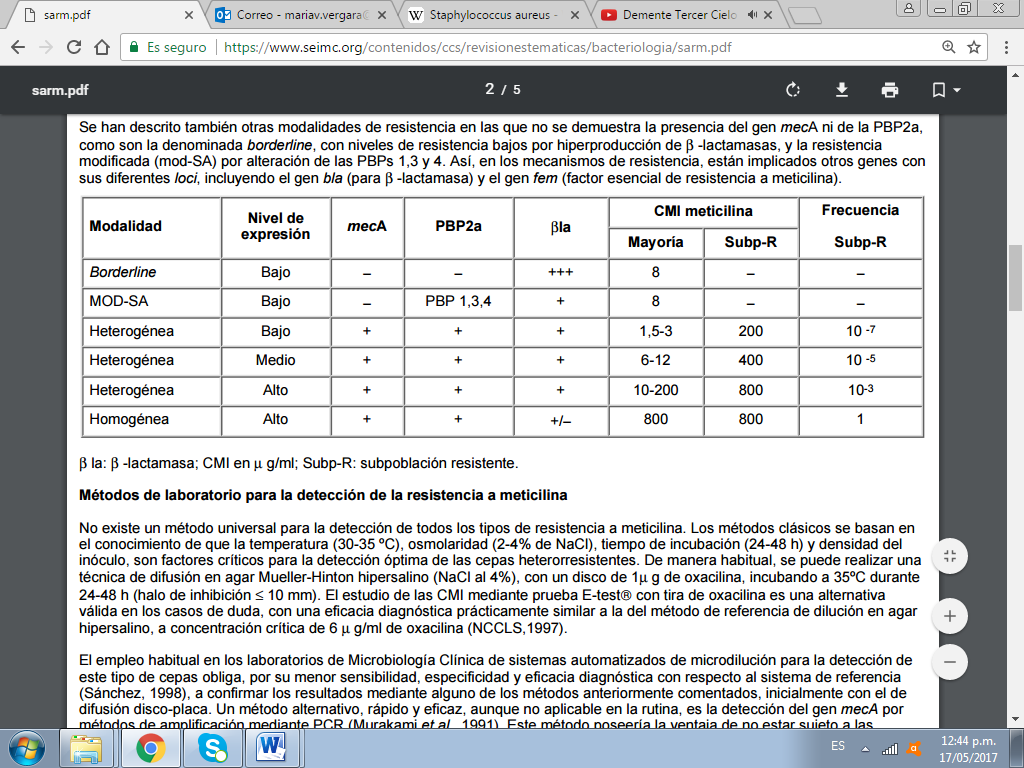 sarm.pdf
Correo - mariav.vergara@
Staphylococcus aureus -
Demente Tercer Cielo
Es seguro | https://www.seimc.org/contenidos/ccs/revisionestematicas/bacteriologia/sarm.pdf
sarm.pdf
2 / 5
Se han descrito también otras modalidades de resistencia en las que no se demuestra la presencia del gen mecA ni de la PBP2a,
como son la denominada borderline, con niveles de resistencia bajos por hiperproducción de β -lactamasas, y la resistencia
modificada (mod-SA) por alteración de las PBPs 1,3 y 4. Así, en los mecanismos de resistencia, están implicados otros genes con
sus diferentes loci, incluyendo el gen bla (para β -lactamasa) y el gen fem (factor esencial de resistencia a meticilina).
Modalidad Nivel de expresión mecA PBP2a βla CMI meticilina Frecuencia
Mayoría Subp-R Subp-R
Borderline Bajo – – +++ 8 – –
MOD-SA Bajo – PBP 1,3,4 + 8 – –
Heterogénea Bajo + + + 1,5-3 200 10 -7
Heterogénea Medio + + + 6-12 400 10 -5
Heterogénea Alto + + + 10-200 800 10-3
Homogénea Alto + + +/– 800 800 1
β la: β -lactamasa; CMI en μ g/ml; Subp-R: subpoblación resistente.
Métodos de laboratorio para la detección de la resistencia a meticilina
No existe un método universal para la detección de todos los tipos de resistencia a meticilina. Los métodos clásicos se basan en
el conocimiento de que la temperatura (30-35 ºC), osmolaridad (2-4% de NaCl), tiempo de incubación (24-48 h) y densidad del
inóculo, son factores críticos para la detección óptima de las cepas heterorresistentes. De manera habitual, se puede realizar una
técnica de difusión en agar Mueller-Hinton hipersalino (NaCl al 4%), con un disco de 1μ g de oxacilina, incubando a 35ºC durante
24-48 h (halo de inhibición ≤ 10 mm). El estudio de las CMI mediante prueba E-test® con tira de oxacilina es una alternativa
válida en los casos de duda, con una eficacia diagnóstica prácticamente similar a la del método de referencia de dilución en agar
hipersalino, a concentración crítica de 6 μ g/ml de oxacilina (NCCLS,1997).
El empleo habitual en los laboratorios de Microbiología Clínica de sistemas automatizados de microdilución para la detección de
este tipo de cepas obliga, por su menor sensibilidad, especificidad y eficacia diagnóstica con respecto al sistema de referencia
(Sánchez, 1998), a confirmar los resultados mediante alguno de los métodos anteriormente comentados, inicialmente con el de
difusión disco-placa. Un método alternativo, rápido y eficaz, aunque no aplicable en la rutina, es la detección del gen mecA por
métodos de amplificación mediante PCR (Murakami et al., 1991). Este método poseería la ventaja de no estar sujeto a las
ES
12:44 p.m.
17/05/2017